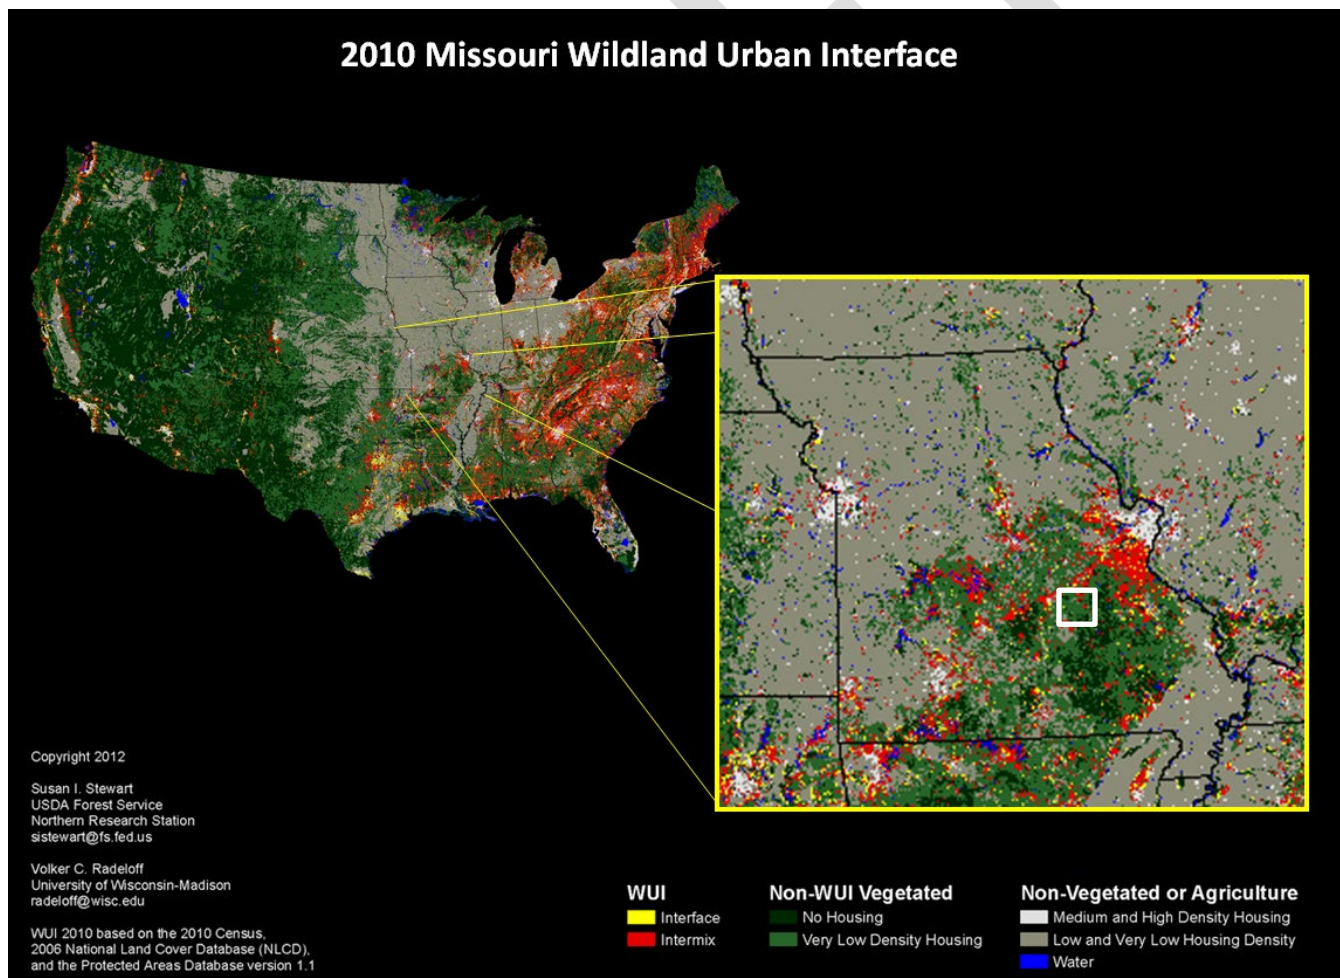 2010 Missouri Wildland Urban Interface
Copyright 2012
Susan I. Stewart
USDA Forest Service
Northern Research Station
sistewart@fs.fed.us
Volker C. Radeloff
University of Wisconsin-Madison
radeloff@wisc.edu
WUI 2010 based on the 2010 Census,
2006 National Land Cover Database (NLCD),
and the Protected Areas Database version 1.1
WUI
Interface
Intermix
Non-WUI Vegetated
No Housing
Very Low Density Housing
Non-Vegetated or Agriculture
Medium and High Density Housing
Low and Very Low Housing Density
Water